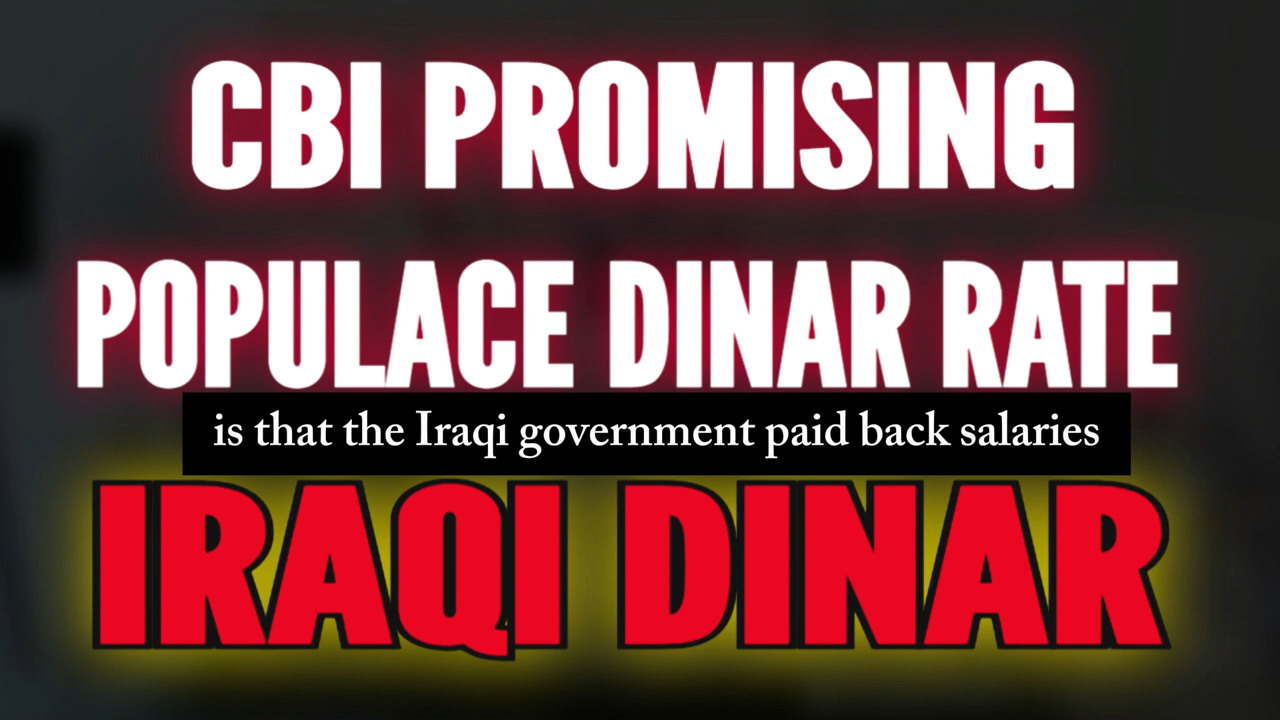 CBI PROMISING
POPULACE DINAR RATE
is that the Iraqi government paid back salaries
IRAQI DINAR